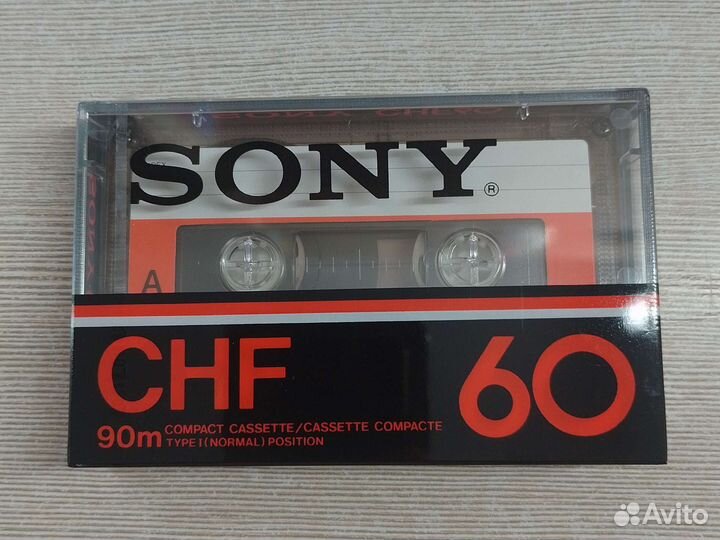 SONY
®
A
CHF
60
90m COMPACT CASSETTE/CASSETTE COMPACTE
TYPE I (NORMAL) POSITION
Avito